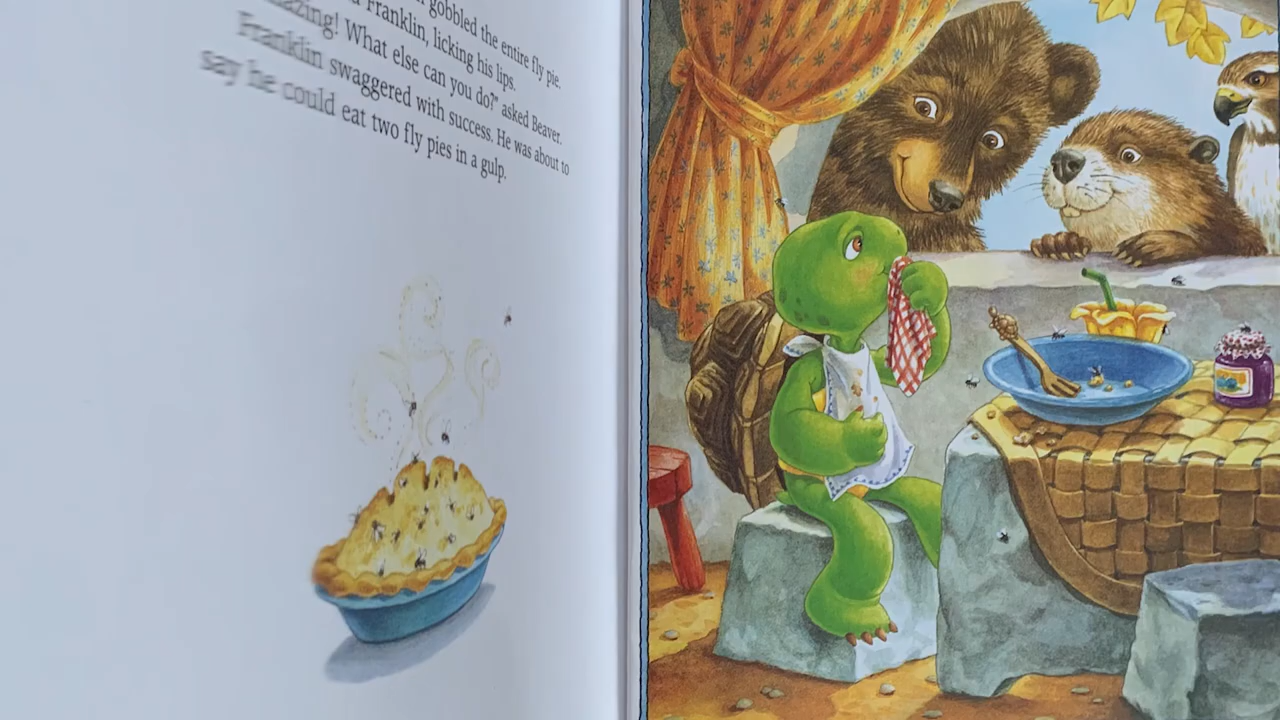 gobbled the entire fly pie.
Franklin, licking his lips.
What else can you do?" asked Beaver.
Franklin swaggered with success. He was about to
say he could eat two fly pies in a gulp.